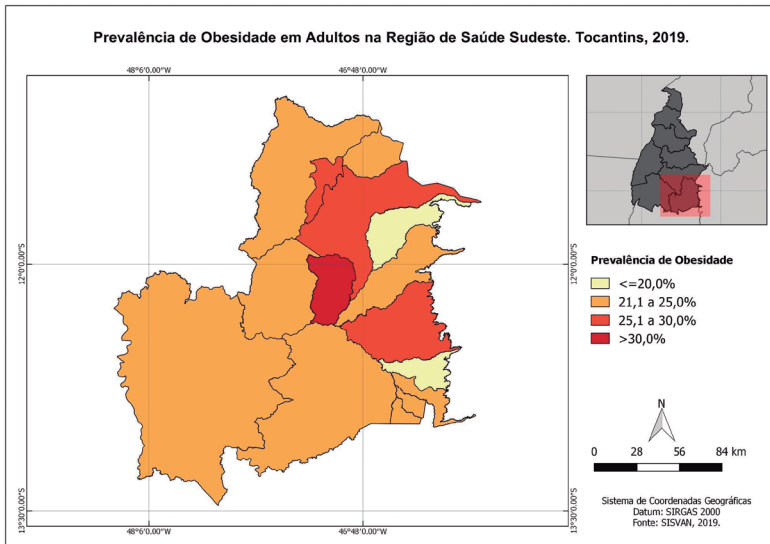 Prevalência de Obesidade em Adultos na Região de Saúde Sudeste. Tocantins, 2019.
48°6'0.00"W
46°48'0.00"W
12°0'0.00"S
12°0'0.00"S
13°30'0.00"S
13°30'0.00"S
48°6'0.00"W
46°48'0.00"W
Prevalência de Obesidade
<=20,0%
21,1 a 25,0%
25,1 a 30,0%
>30,0%
N
0 28 56 84 km
Sistema de Coordenadas Geográficas
Datum: SIRGAS 2000
Fonte: SISVAN, 2019.